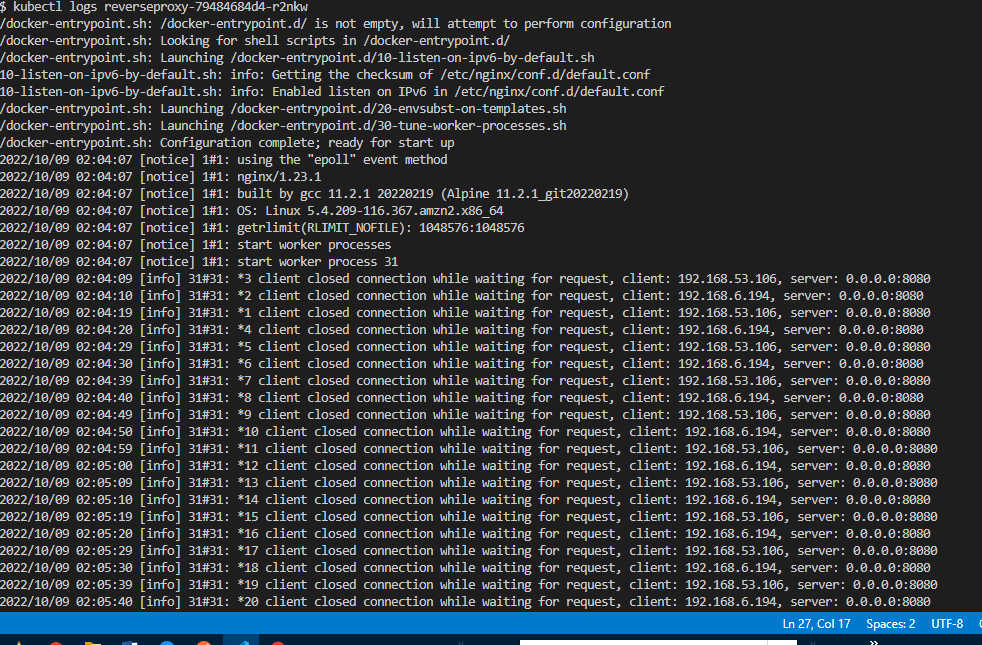 $ kubectl logs reverseproxy-79484684d4-r2nkw
/docker-entrypoint.sh: /docker-entrypoint.d/ is not empty, will attempt to perform configuration
/docker-entrypoint.sh: Looking for shell scripts in /docker-entrypoint.d/
/docker-entrypoint.sh: Launching /docker-entrypoint.d/10-listen-on-ipv6-by-default.sh
10-listen-on-ipv6-by-default.sh: info: Getting the checksum of /etc/nginx/conf.d/default.conf
10-listen-on-ipv6-by-default.sh: info: Enabled listen on IPv6 in /etc/nginx/conf.d/default.conf
/docker-entrypoint.sh: Launching /docker-entrypoint.d/20-envsubst-on-templates.sh
/docker-entrypoint.sh: Launching /docker-entrypoint.d/30-tune-worker-processes.sh
/docker-entrypoint.sh: Configuration complete; ready for start up
2022/10/09 02:04:07 [notice] 1#1: using the "epoll" event method
2022/10/09 02:04:07 [notice] 1#1: nginx/1.23.1
2022/10/09 02:04:07 [notice] 1#1: built by gcc 11.2.1 20220219 (Alpine 11.2.1_git20220219)
2022/10/09 02:04:07 [notice] 1#1: OS: Linux 5.4.209-116.367.amzn2.x86_64
2022/10/09 02:04:07 [notice] 1#1: getrlimit(RLIMIT_NOFILE): 1048576:1048576
2022/10/09 02:04:07 [notice] 1#1: start worker processes
2022/10/09 02:04:07 [notice] 1#1: start worker process 31
2022/10/09 02:04:09 [info] 31#31: *3 client closed connection while waiting for request, client: 192.168.53.106, server: 0.0.0.0:8080
2022/10/09 02:04:10 [info] 31#31: *2 client closed connection while waiting for request, client: 192.168.6.194, server: 0.0.0.0:8080
2022/10/09 02:04:19 [info] 31#31: *1 client closed connection while waiting for request, client: 192.168.53.106, server: 0.0.0.0:8080
2022/10/09 02:04:20 [info] 31#31: *4 client closed connection while waiting for request, client: 192.168.6.194, server: 0.0.0.0:8080
2022/10/09 02:04:29 [info] 31#31: *5 client closed connection while waiting for request, client: 192.168.53.106, server: 0.0.0.0:8080
2022/10/09 02:04:30 [info] 31#31: *6 client closed connection while waiting for request, client: 192.168.6.194, server: 0.0.0.0:8080
2022/10/09 02:04:39 [info] 31#31: *7 client closed connection while waiting for request, client: 192.168.53.106, server: 0.0.0.0:8080
2022/10/09 02:04:40 [info] 31#31: *8 client closed connection while waiting for request, client: 192.168.6.194, server: 0.0.0.0:8080
2022/10/09 02:04:49 [info] 31#31: *9 client closed connection while waiting for request, client: 192.168.53.106, server: 0.0.0.0:8080
2022/10/09 02:04:50 [info] 31#31: *10 client closed connection while waiting for request, client: 192.168.6.194, server: 0.0.0.0:8080
2022/10/09 02:04:59 [info] 31#31: *11 client closed connection while waiting for request, client: 192.168.53.106, server: 0.0.0.0:8080
2022/10/09 02:05:00 [info] 31#31: *12 client closed connection while waiting for request, client: 192.168.6.194, server: 0.0.0.0:8080
2022/10/09 02:05:09 [info] 31#31: *13 client closed connection while waiting for request, client: 192.168.53.106, server: 0.0.0.0:8080
2022/10/09 02:05:10 [info] 31#31: *14 client closed connection while waiting for request, client: 192.168.6.194, server: 0.0.0.0:8080
2022/10/09 02:05:19 [info] 31#31: *15 client closed connection while waiting for request, client: 192.168.53.106, server: 0.0.0.0:8080
2022/10/09 02:05:20 [info] 31#31: *16 client closed connection while waiting for request, client: 192.168.6.194, server: 0.0.0.0:8080
2022/10/09 02:05:29 [info] 31#31: *17 client closed connection while waiting for request, client: 192.168.53.106, server: 0.0.0.0:8080
2022/10/09 02:05:30 [info] 31#31: *18 client closed connection while waiting for request, client: 192.168.6.194, server: 0.0.0.0:8080
2022/10/09 02:05:39 [info] 31#31: *19 client closed connection while waiting for request, client: 192.168.53.106, server: 0.0.0.0:8080
2022/10/09 02:05:40 [info] 31#31: *20 client closed connection while waiting for request, client: 192.168.6.194, server: 0.0.0.0:8080
Ln 27, Col 17 Spaces: 2 UTF-8